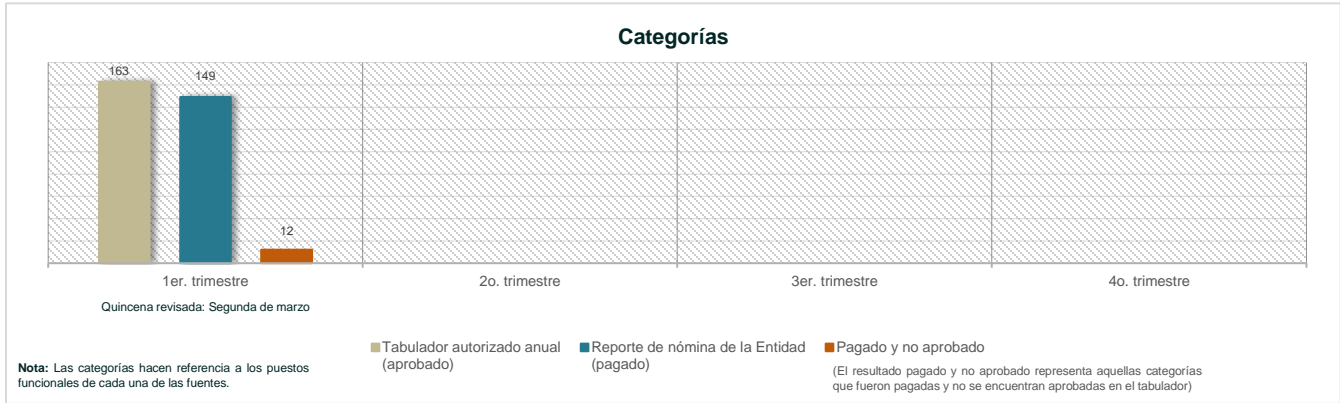 Categorías
163
149
12
1er. trimestre
2o. trimestre
3er. trimestre
4o. trimestre
Quincena revisada: Segunda de marzo
Tabulador autorizado anual
(aprobado)
Reporte de nómina de la Entidad
(pagado)
Pagado y no aprobado
(El resultado pagado y no aprobado representa aquellas categorías
que fueron pagadas y no se encuentran aprobadas en el tabulador)
Nota: Las categorías hacen referencia a los puestos
funcionales de cada una de las fuentes.